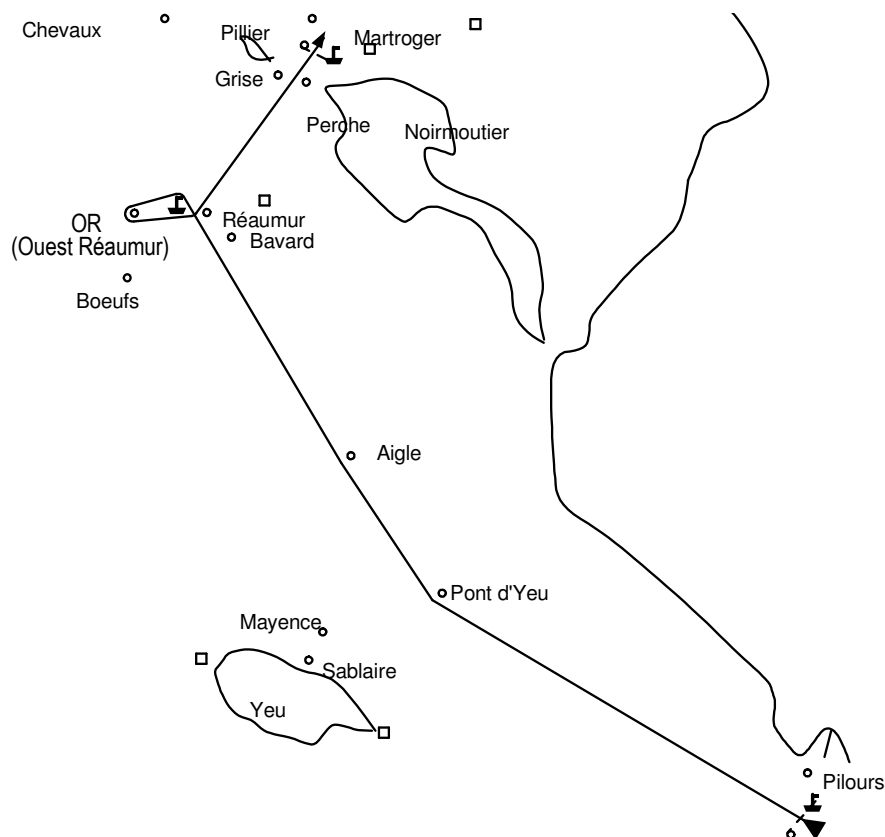 Chevaux
Pillier
Martroger
Grise
Perche
Noirmoutier
OR
(Ouest Réaumur)
Réaumur
Bavard
Boeufs
Aigle
Pont d'Yeu
Mayence
Sablaire
Yeu
Pilours